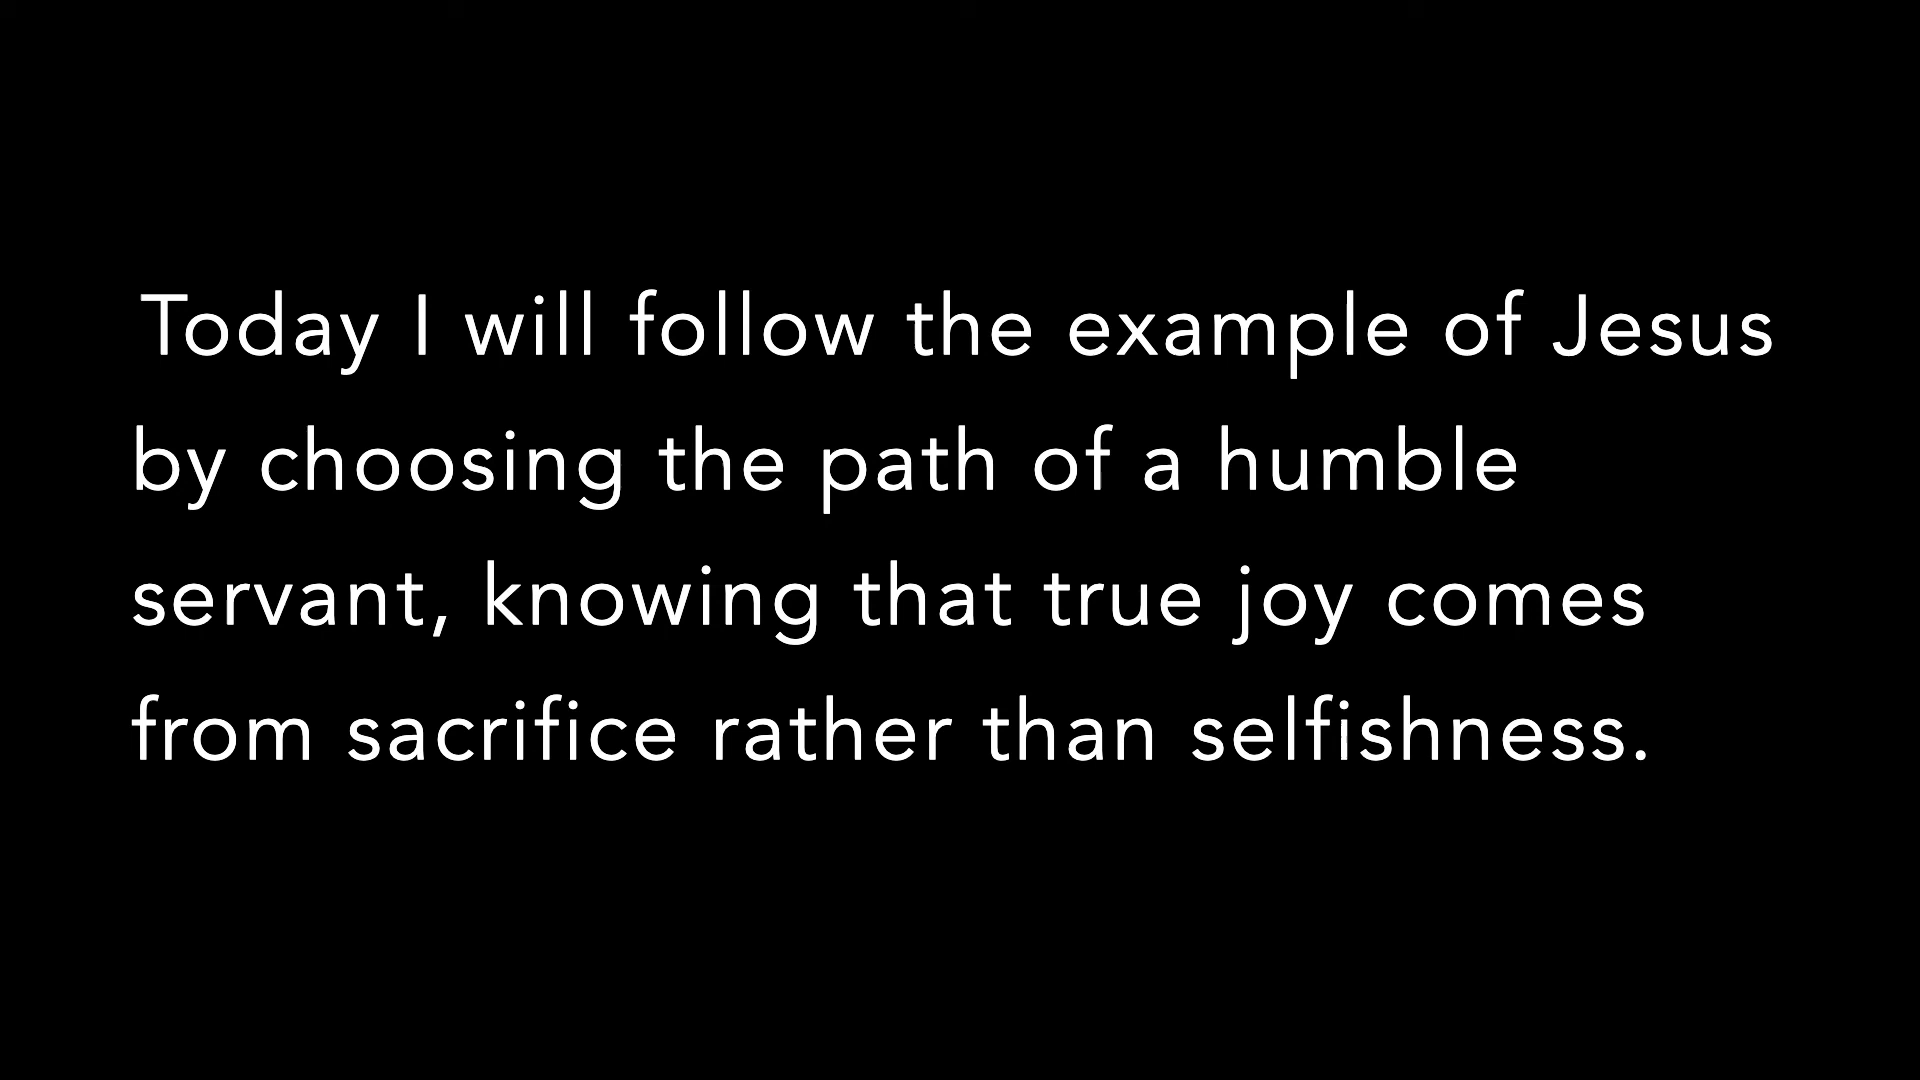 Today I will follow the example of Jesus
by choosing the path of a humble
servant, knowing that true joy comes
from sacrifice rather than selfishness.